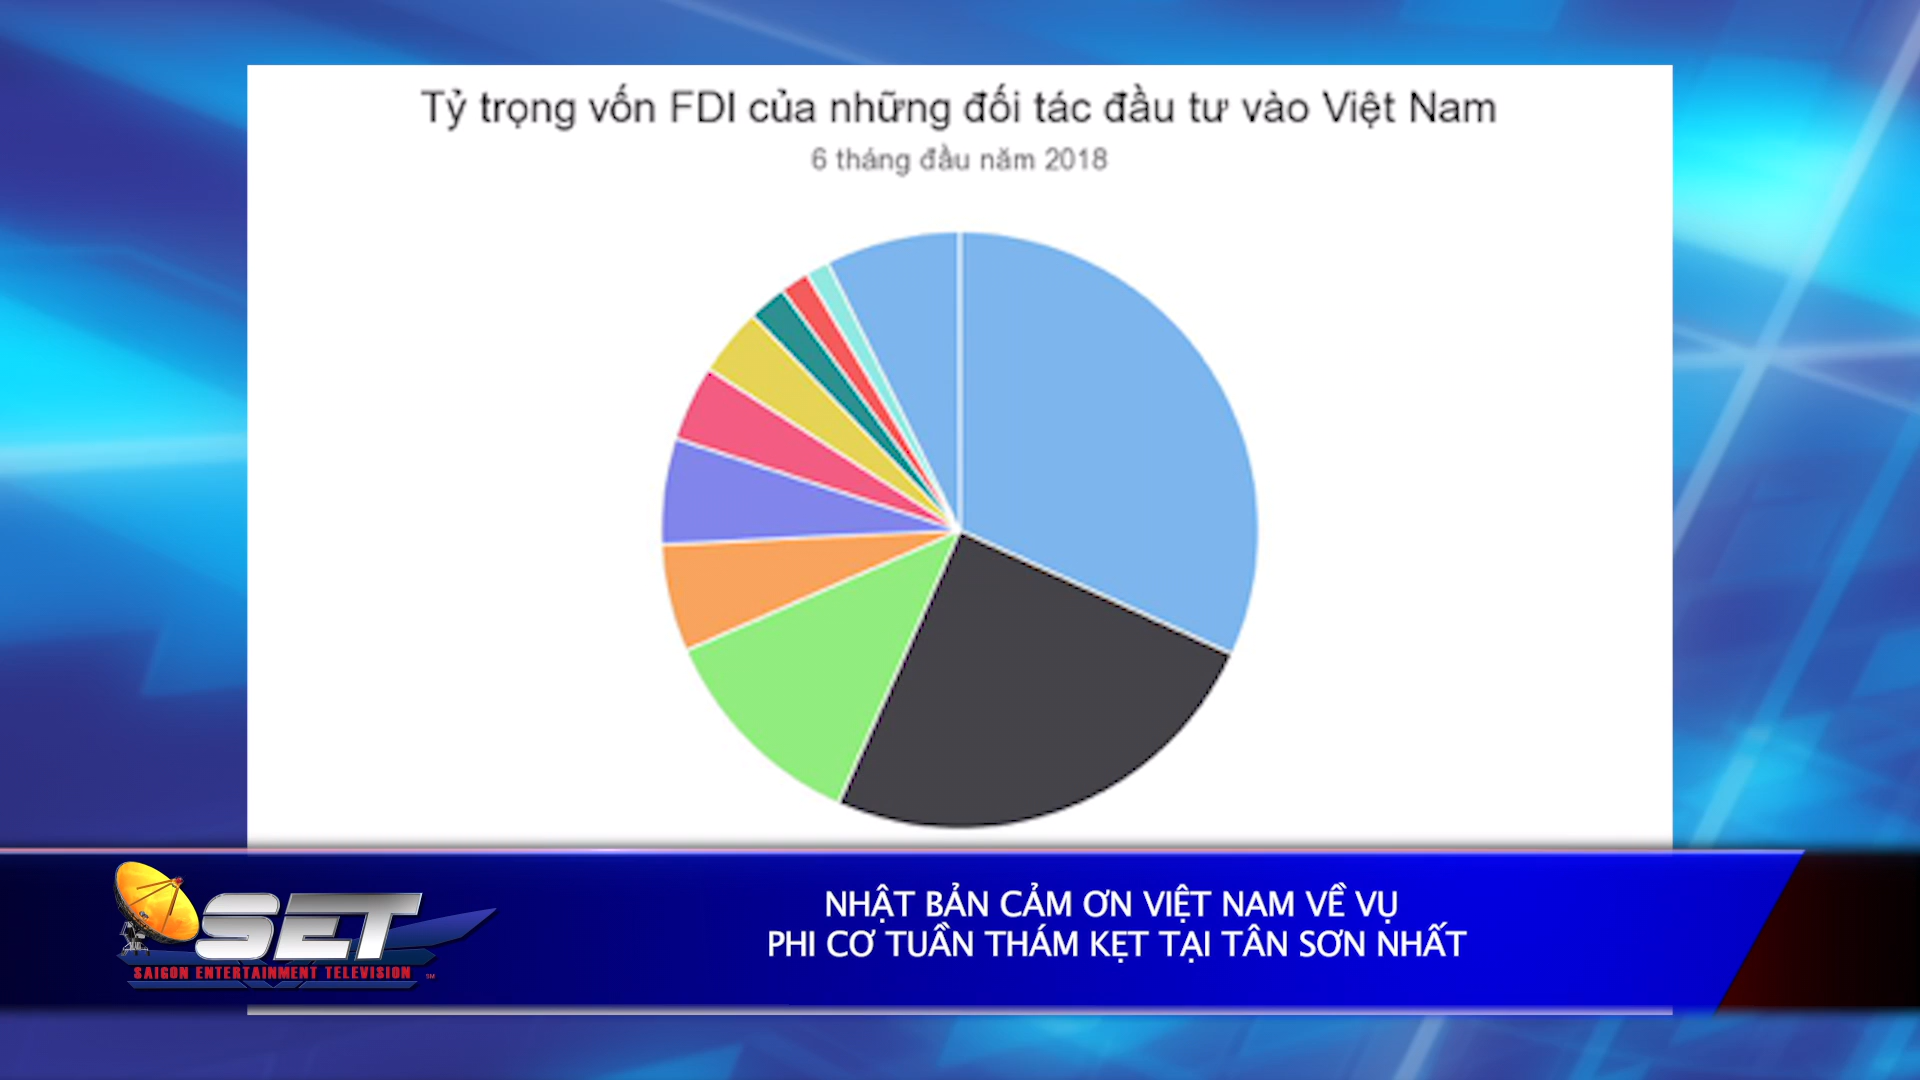 Tỷ trọng vốn FDI của những đối tác đầu tư vào Việt Nam
6 tháng đầu năm 2018
NHẬT BẢN CẢM ƠN VIỆT NAM VỀ VỤ
PHI CƠ TUẦN THÁM KẸT TẠI TÂN SƠN NHẤT
SET
SAIGON ENTERTAINMENT TELEVISION SM